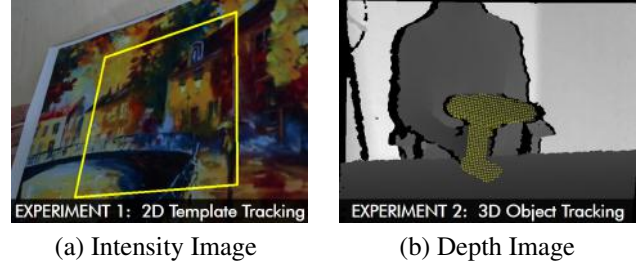 EXPERIMENT 1: 2D Template Tracking
EXPERIMENT 2: 3D Object Tracking
(a) Intensity Image
(b) Depth Image